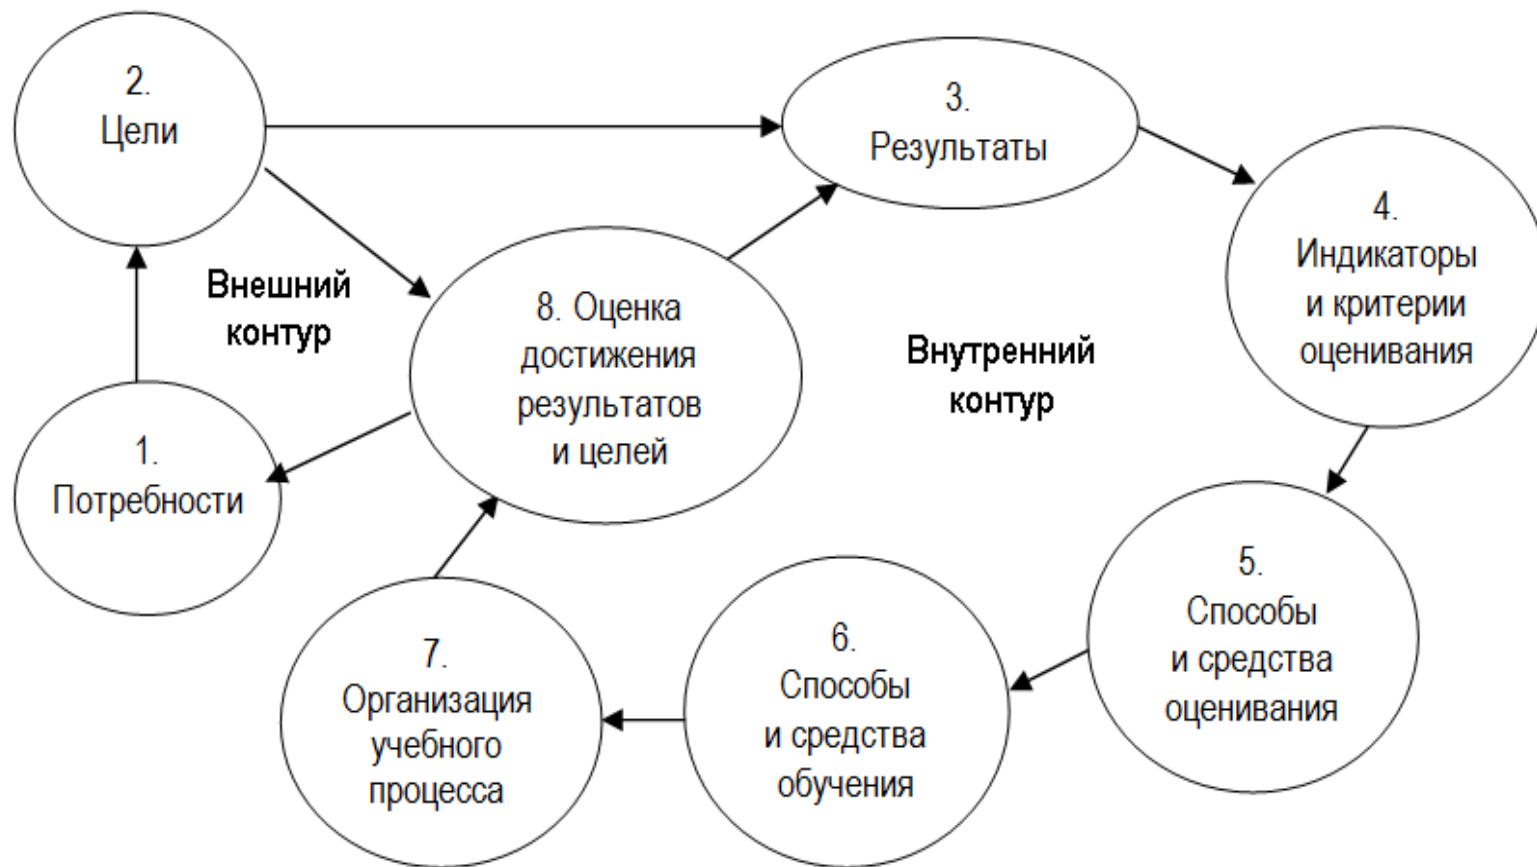 2.
Цели
3.
Результаты
4.
Индикаторы
и критерии
оценивания
Внешний
контур
8. Оценка
достижения
результатов
и целей
Внутренний
контур
1.
Потребности
5.
Способы
и средства
оценивания
6.
Способы
и средства
обучения
7.
Организация
учебного
процесса